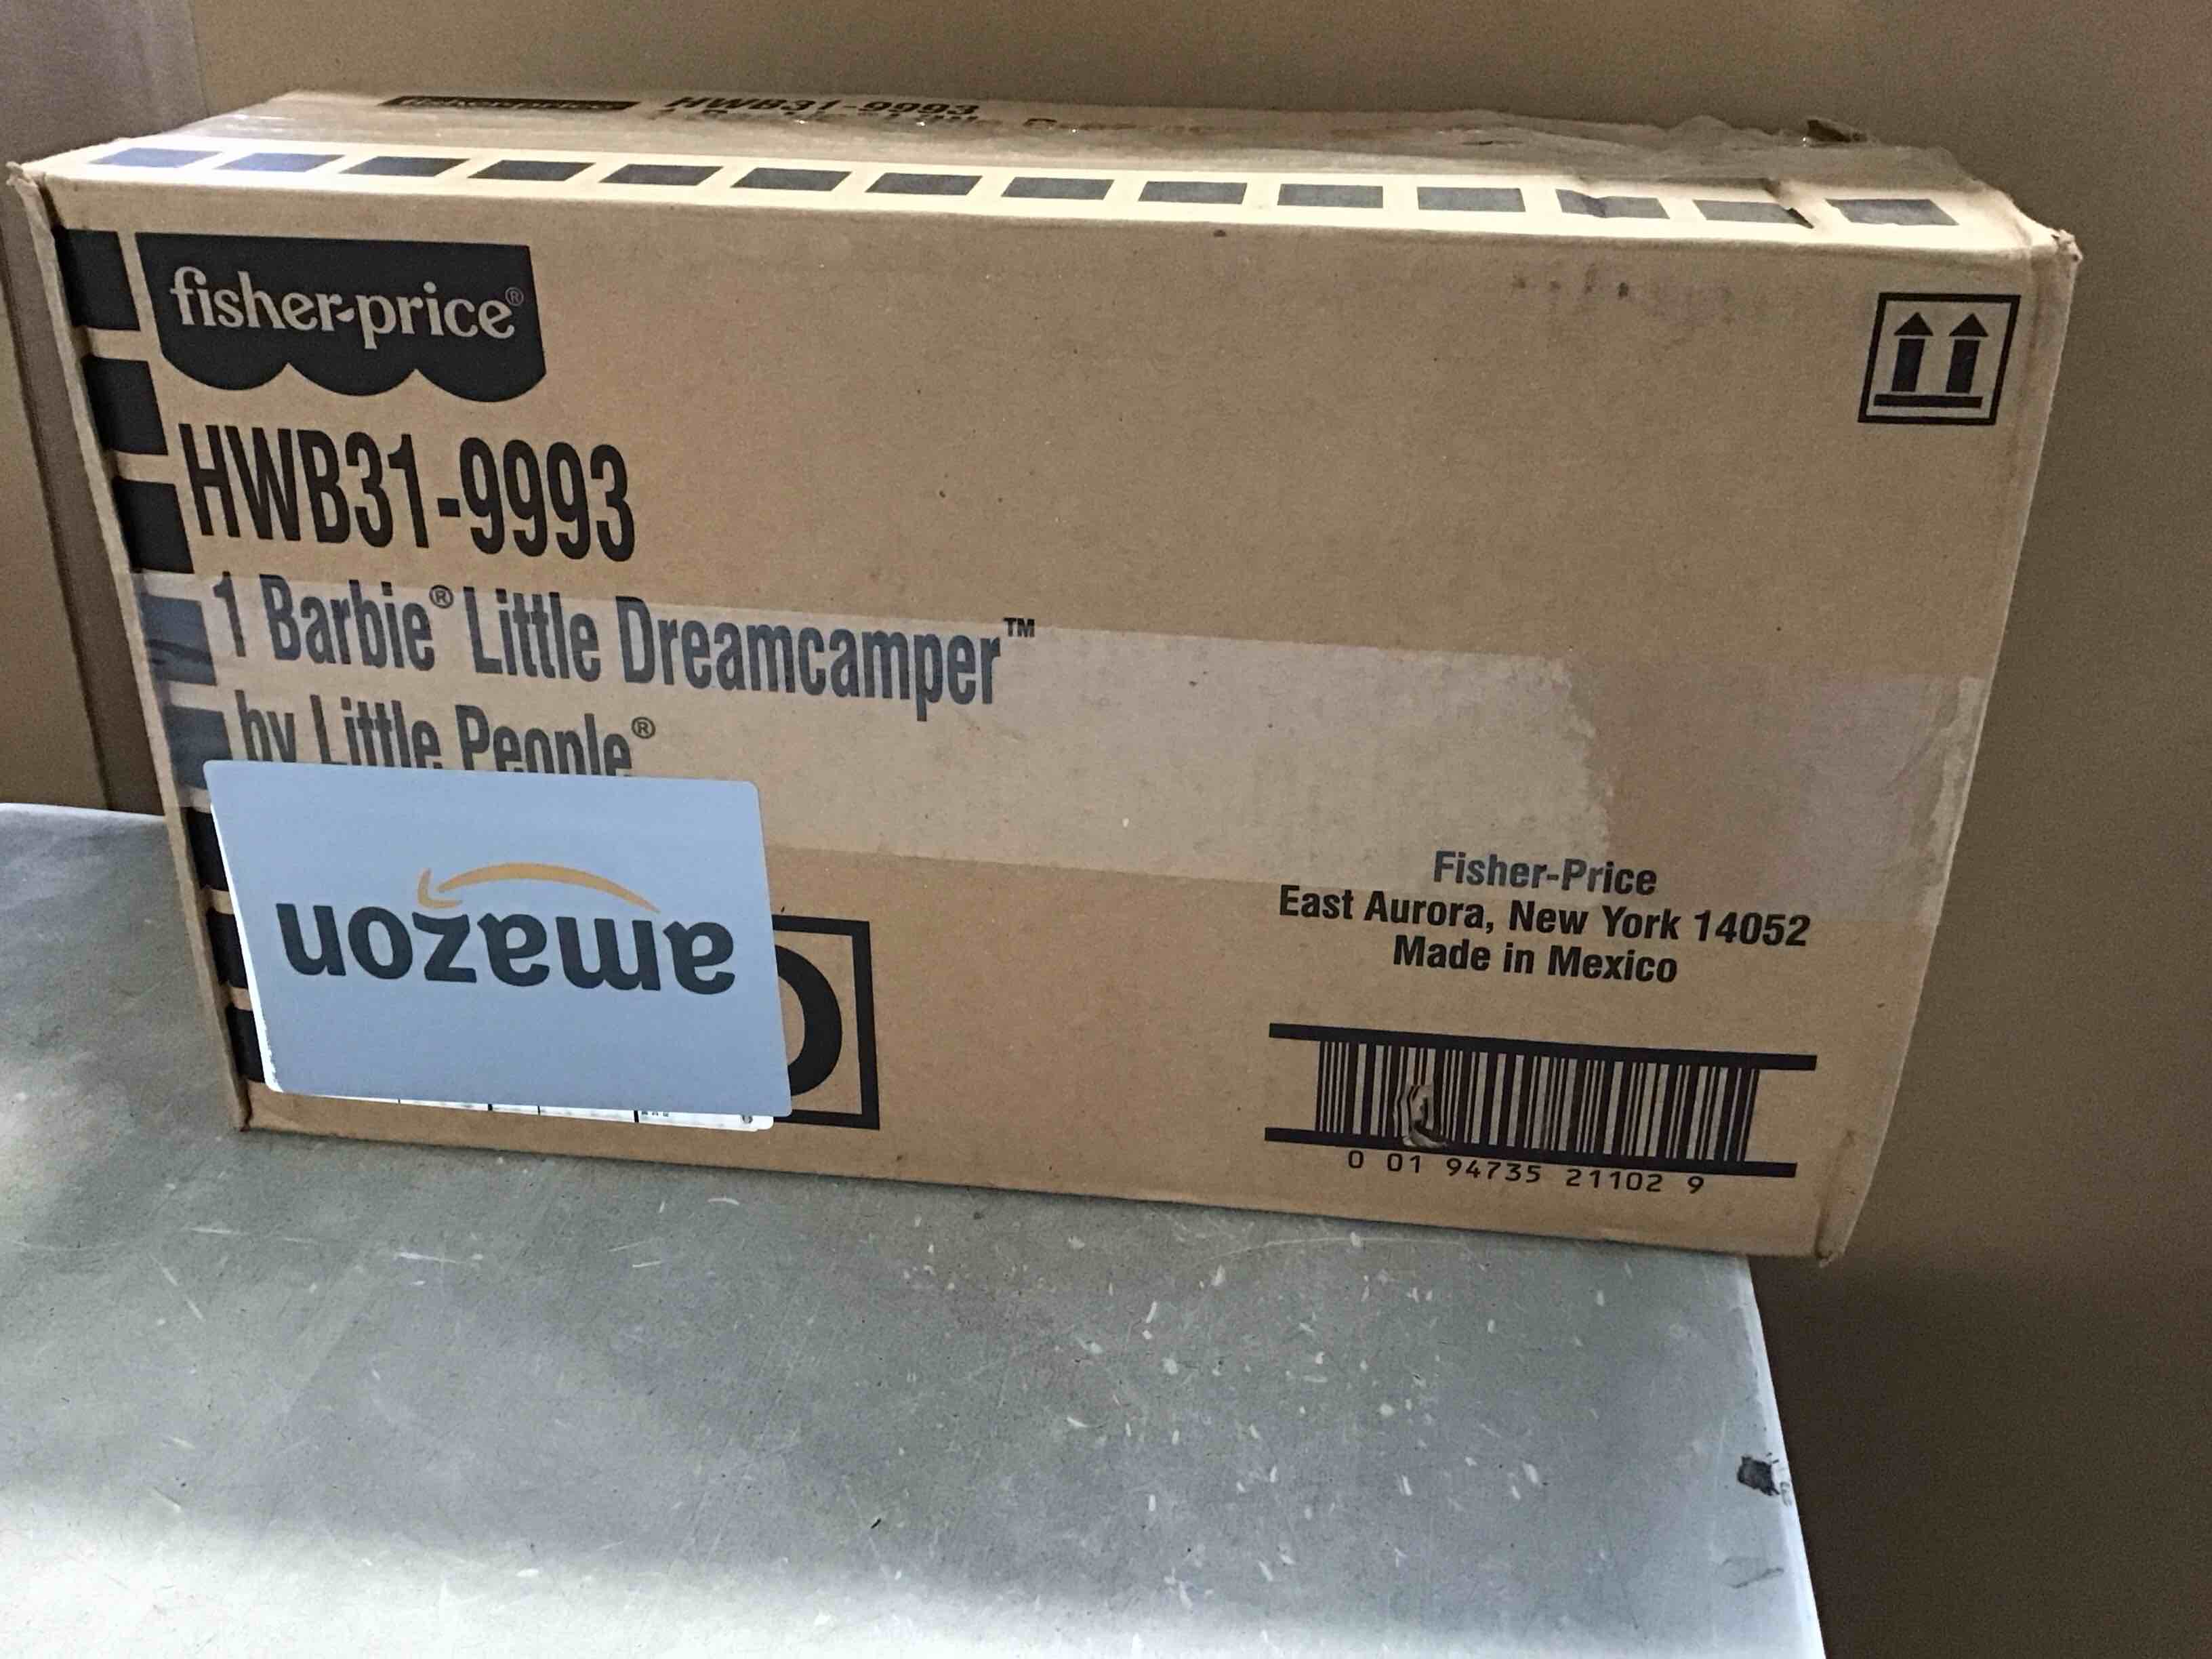 HWB31-9993
fisher-price®
HWB31-9993
1 Barbie® Little Dreamcamper™
by Little People®
amazon
Fisher-Price
East Aurora, New York 14052
Made in Mexico
0 01 94735 21102 9